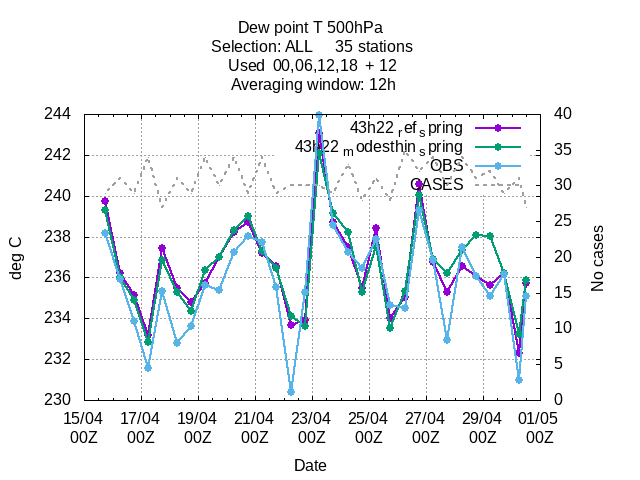 Dew point T 500hPa
Selection: ALL     35 stations
Used  00,06,12,18  + 12
Averaging window: 12h
244
242
240
238
236
234
232
230
deg C
43h22 ref spring
43h22 modesthin spring
OBS
CASES
40
35
30
25
20
15
10
5
0
No cases
15/04 17/04 19/04 21/04 23/04 25/04 27/04 29/04 01/05
00Z 00Z 00Z 00Z 00Z 00Z 00Z 00Z 00Z
Date